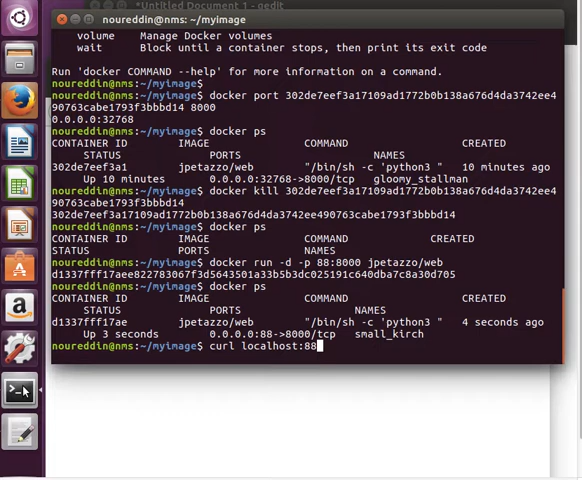 *Untitled Document 1 - gedit
noureddin@nms: ~/myimage
volume    Manage Docker volumes
wait      Block until a container stops, then print its exit code
Run 'docker COMMAND --help' for more information on a command.
noureddin@nms:~/myimage$
noureddin@nms:~/myimage$ docker port 302de7eef3a17109ad1772b0b138a676d4da3742ee4
90763cabe1793f3bbbd14 8000
0.0.0.0:32768
noureddin@nms:~/myimage$ docker ps
CONTAINER ID        IMAGE               COMMAND                  CREATED
STATUS              PORTS                     NAMES
302de7eef3a1        jpetazzo/web        "/bin/sh -c 'python3 "   10 minutes ago
Up 10 minutes       0.0.0.0:32768->8000/tcp   gloomy_stallman
noureddin@nms:~/myimage$ docker kill 302de7eef3a17109ad1772b0b138a676d4da3742ee4
90763cabe1793f3bbbd14
302de7eef3a17109ad1772b0b138a676d4da3742ee490763cabe1793f3bbbd14
noureddin@nms:~/myimage$ docker ps
CONTAINER ID        IMAGE               COMMAND             CREATED
STATUS              PORTS               NAMES
noureddin@nms:~/myimage$ docker run -d -p 88:8000 jpetazzo/web
d1337fff17aee822783067f3d5643501a33b5b3dc025191c640dba7c8a30d705
noureddin@nms:~/myimage$ docker ps
CONTAINER ID        IMAGE               COMMAND                  CREATED
STATUS              PORTS                  NAMES
d1337fff17ae        jpetazzo/web        "/bin/sh -c 'python3 "   4 seconds ago
Up 3 seconds        0.0.0.0:88->8000/tcp   small_kirch
noureddin@nms:~/myimage$ curl localhost:88